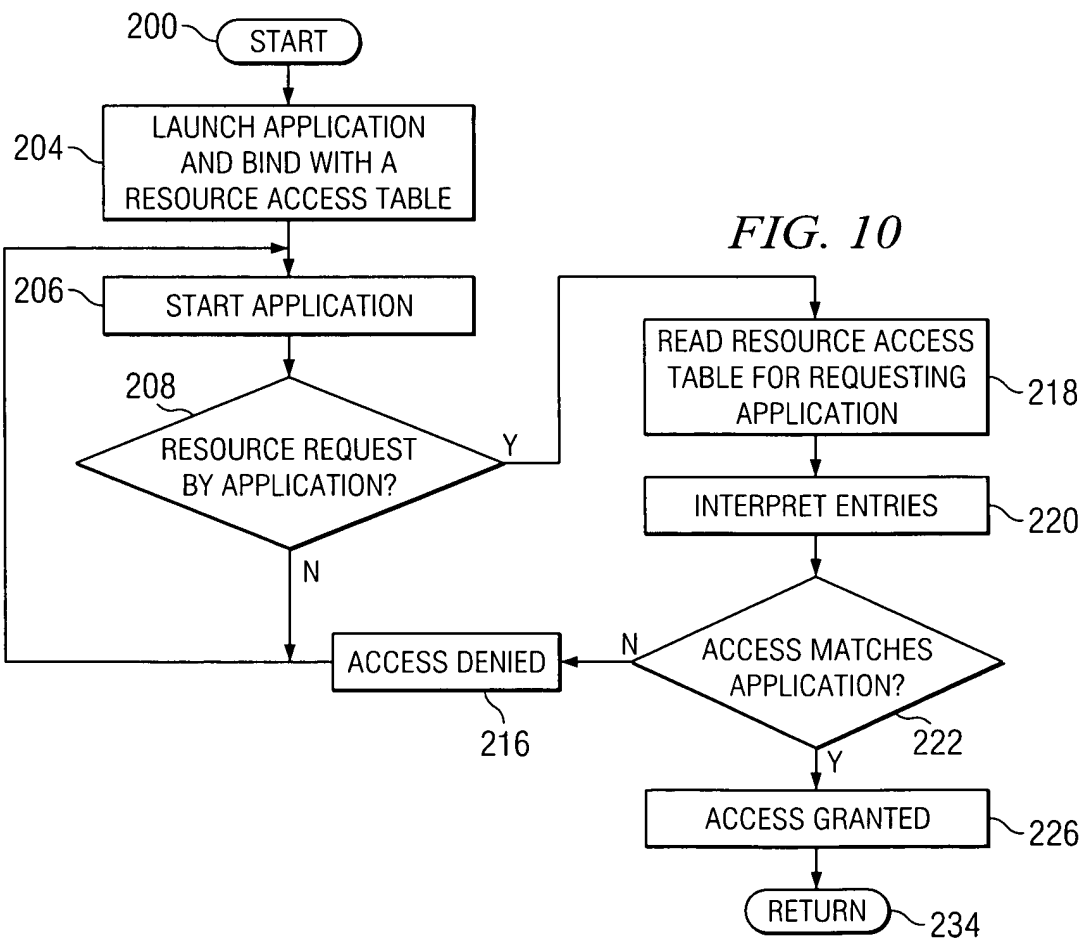 200
START
204
LAUNCH APPLICATION
AND BIND WITH A
RESOURCE ACCESS TABLE
FIG. 10
206
START APPLICATION
208
RESOURCE REQUEST
BY APPLICATION?
Y
N
READ RESOURCE ACCESS
TABLE FOR REQUESTING
APPLICATION
218
INTERPRET ENTRIES
220
ACCESS MATCHES
APPLICATION?
222
N
ACCESS DENIED
216
Y
ACCESS GRANTED
226
RETURN
234